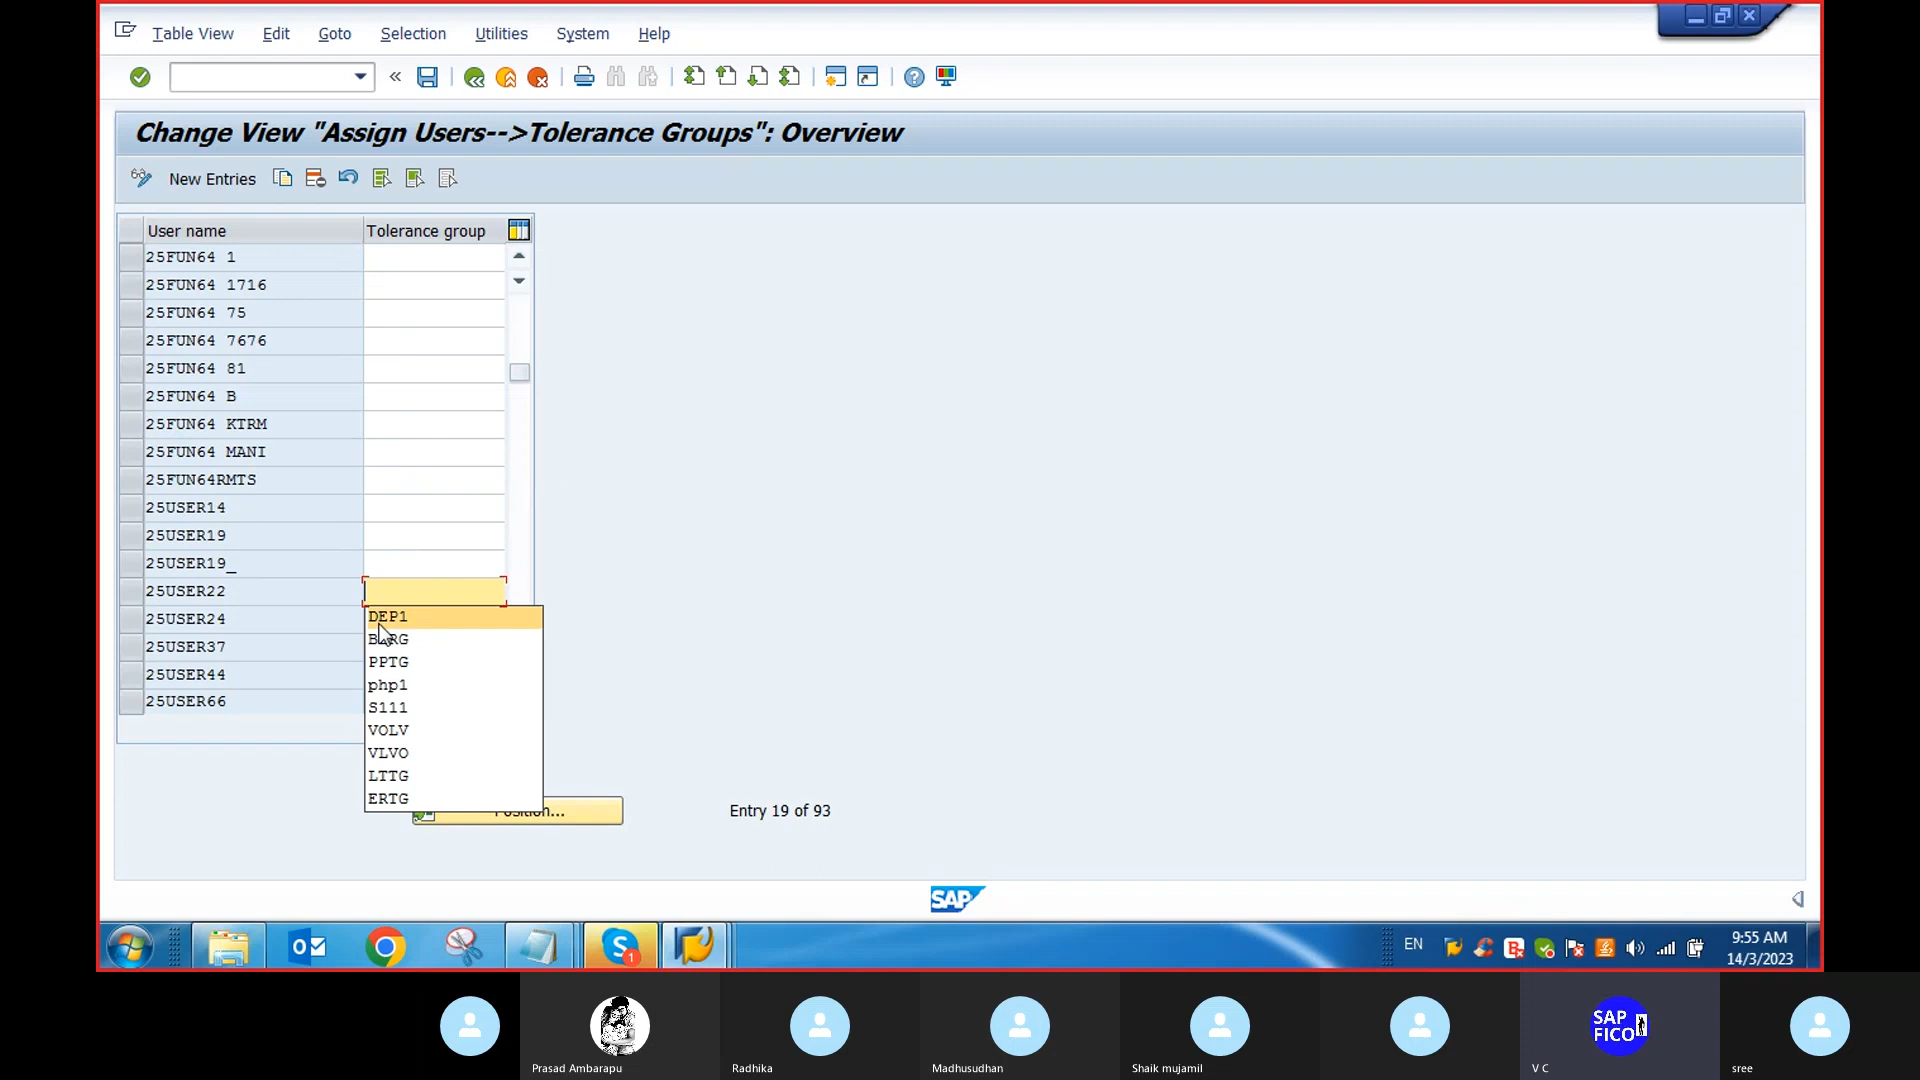 Table View Edit Goto Selection Utilities System Help
Change View "Assign Users-->Tolerance Groups": Overview
New Entries
User name Tolerance group
25FUN64 1
25FUN64 1716
25FUN64 75
25FUN64 7676
25FUN64 81
25FUN64 B
25FUN64 KTRM
25FUN64 MANI
25FUN64RMTS
25USER14
25USER19
25USER19_
25USER22
25USER24
25USER37
25USER44
25USER66
DEP1
PPTG
php1
S111
VOLV
VLVO
LTTG
ERTG
Position...
Entry 19 of 93
SAP
EN
9:55 AM
14/3/2023
1
SAP
FICO
Prasad Ambarapu
Radhika
Madhusudhan
Shaik mujamil
V C
sree